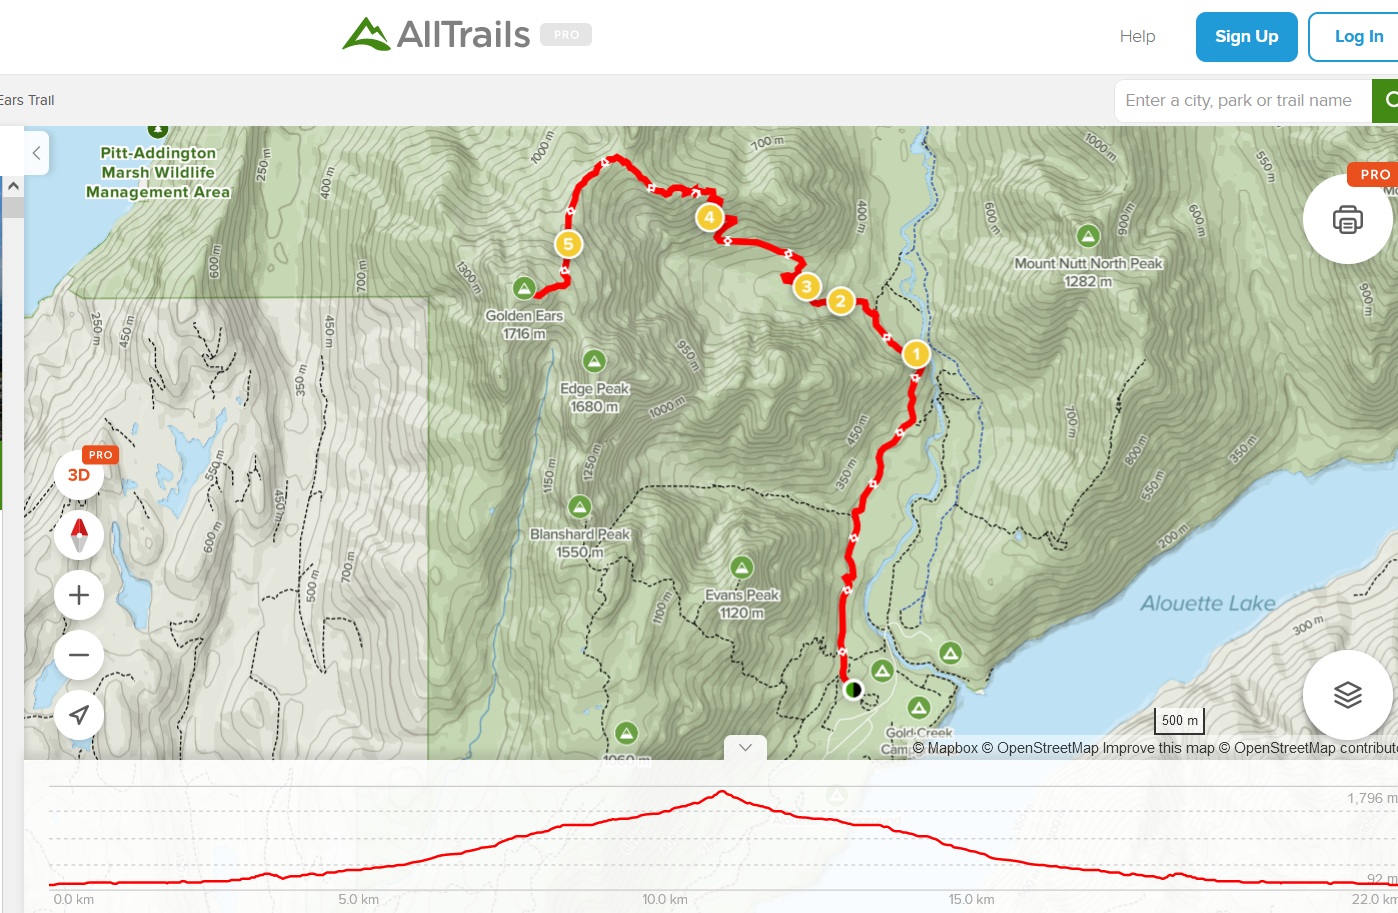 AllTrails PRO
Help
Sign Up
Log In
Ears Trail
Enter a city, park or trail name
Pitt-Addington
Marsh Wildlife
Management Area
250 m
400 m
1000 m
700 m
1000 m
550 m
PRO
600 m
700 m
1300 m
400 m
600 m
900 m
600 m
4
5
3
2
1
Mount Nutt North Peak
1282 m
900 m
Golden Ears
1716 m
250 m
450 m
450 m
350 m
950 m
Edge Peak
1680 m
1000 m
450 m
700 m
800 m
350 m
PRO
3D
550 m
450 m
1150 m
1250 m
350 m
550 m
Blanshard Peak
1550 m
600 m
700 m
500 m
200 m
Evans Peak
1120 m
1100 m
Alouette Lake
300 m
500 m
Gold Creek
1060 m
© Mapbox © OpenStreetMap Improve this map © OpenStreetMap contribut
1,796 m
92 m
0.0 km
5.0 km
10.0 km
15.0 km
22.0 km